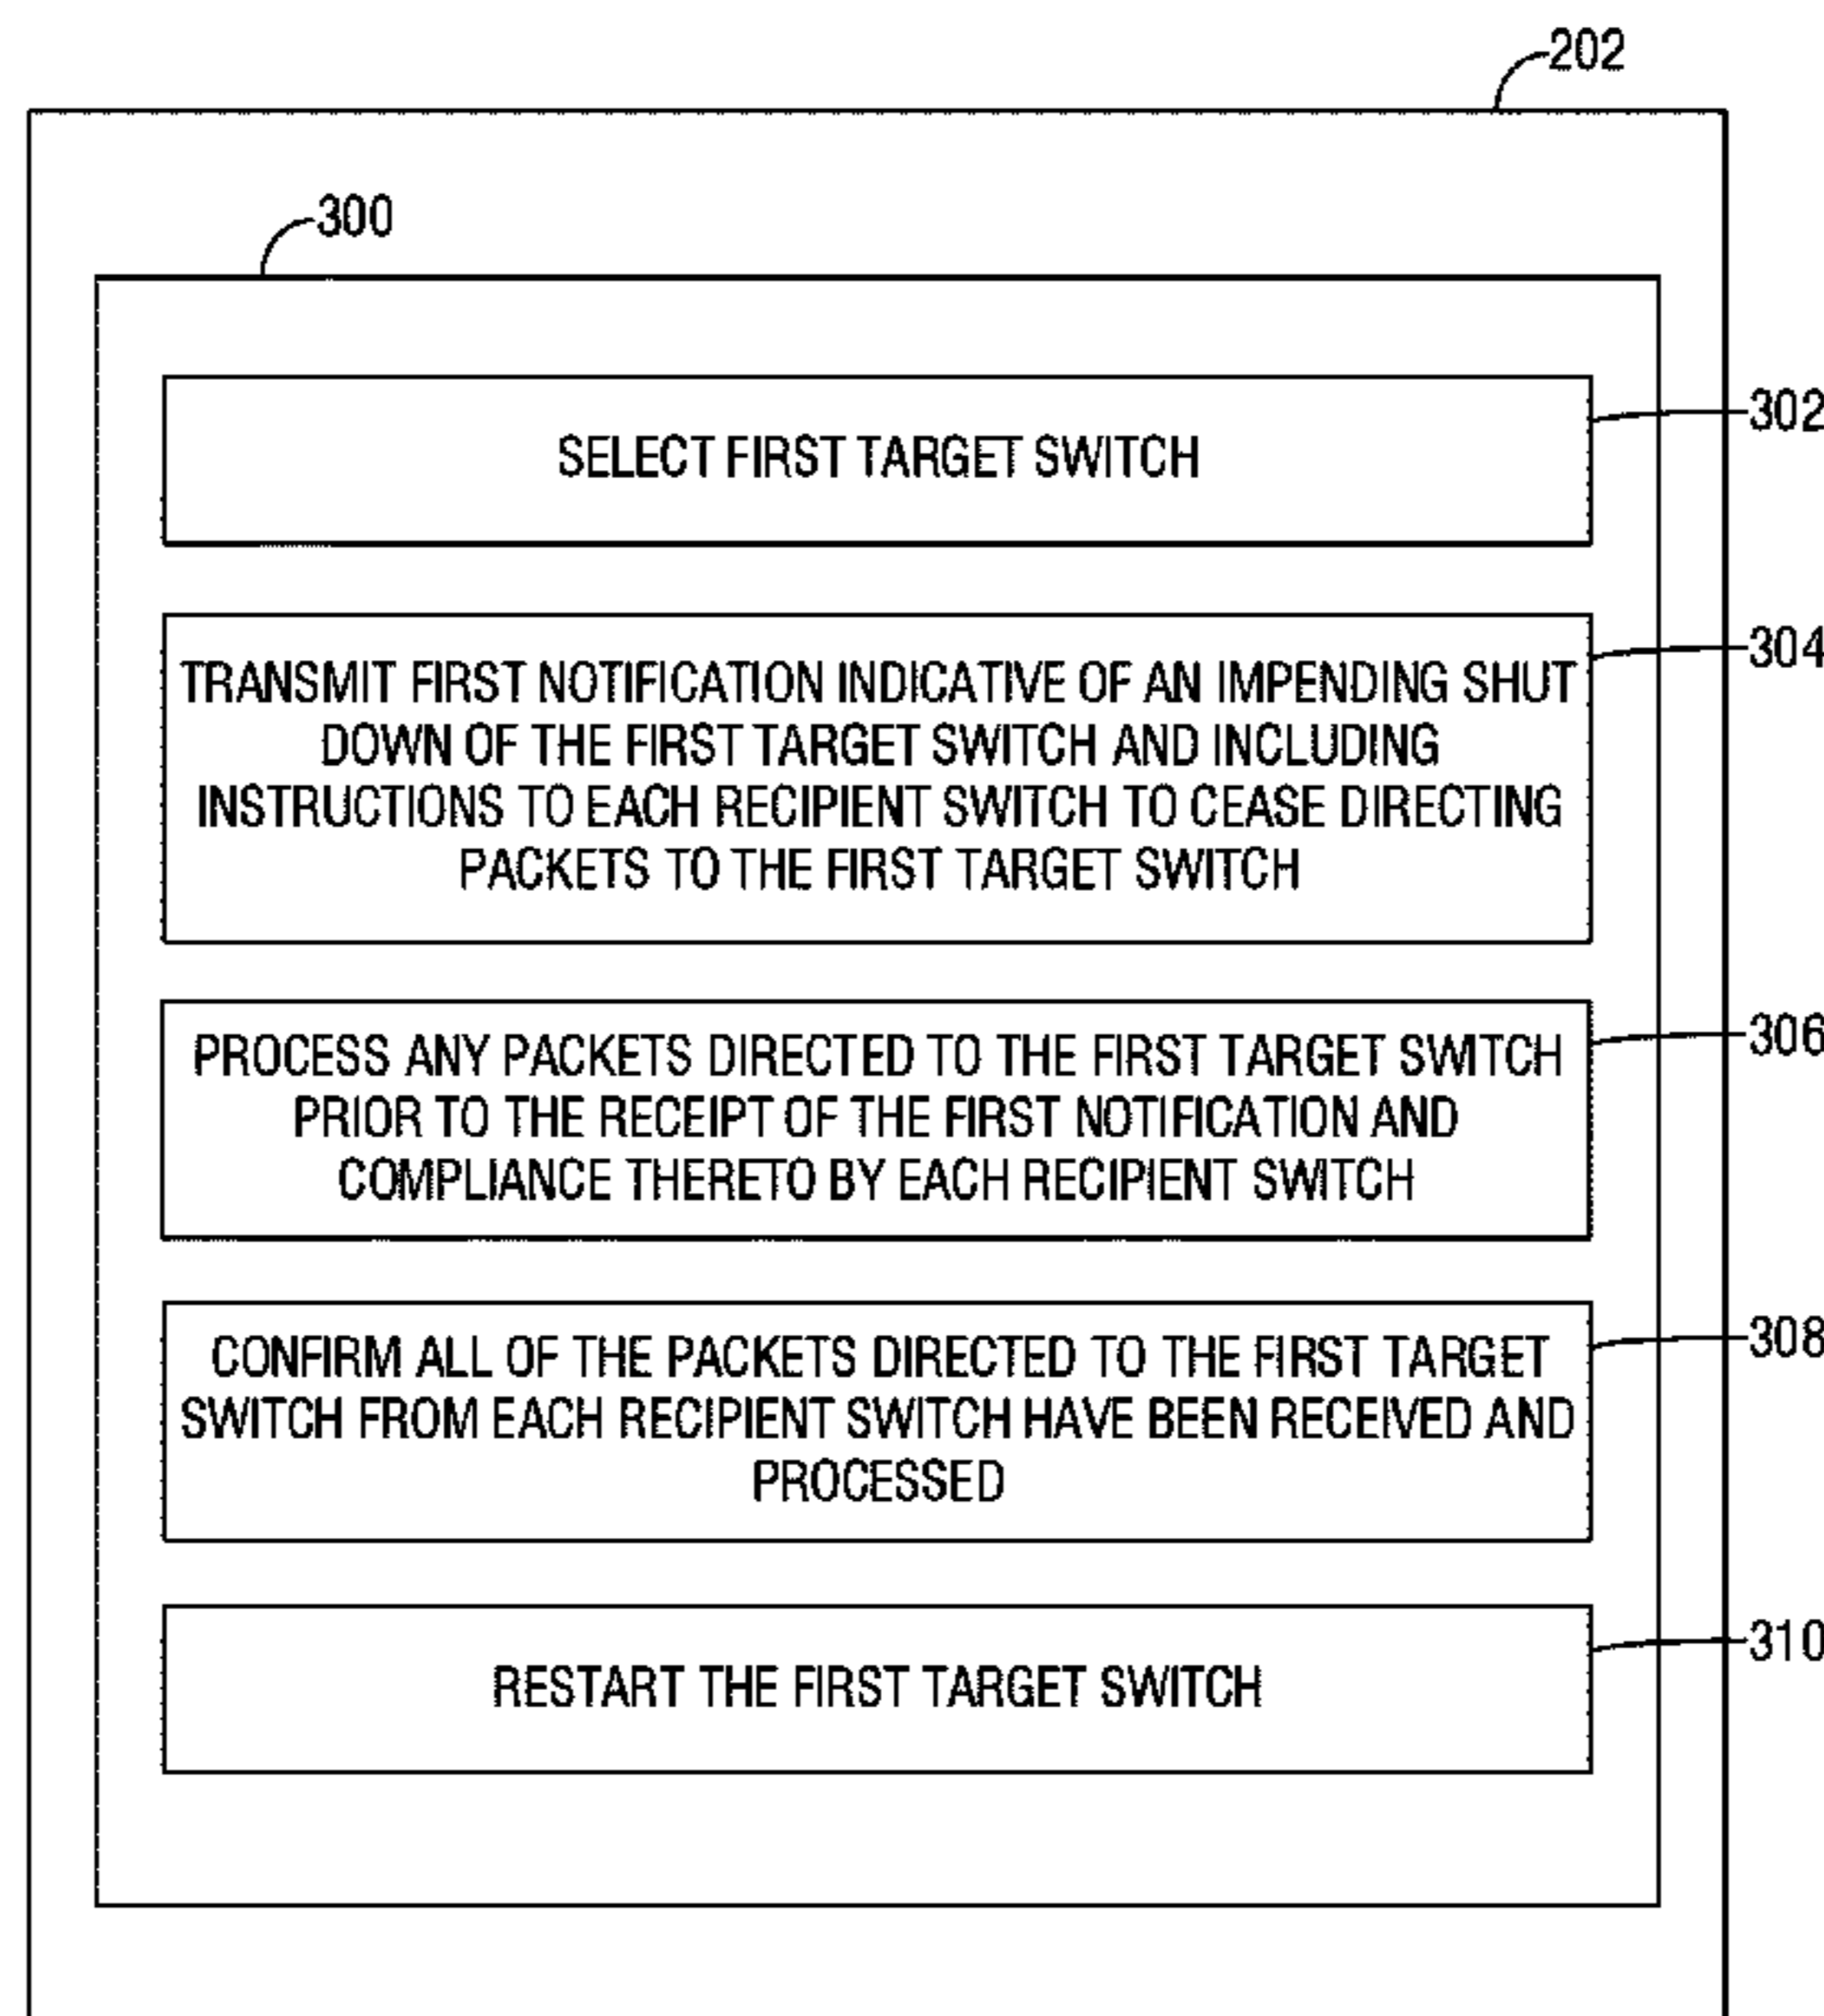 202
300
SELECT FIRST TARGET SWITCH
302
TRANSMIT FIRST NOTIFICATION INDICATIVE OF AN IMPENDING SHUT
DOWN OF THE FIRST TARGET SWITCH AND INCLUDING
INSTRUCTIONS TO EACH RECIPIENT SWITCH TO CEASE DIRECTING
PACKETS TO THE FIRST TARGET SWITCH
304
PROCESS ANY PACKETS DIRECTED TO THE FIRST TARGET SWITCH
PRIOR TO THE RECEIPT OF THE FIRST NOTIFICATION AND
COMPLIANCE THERETO BY EACH RECIPIENT SWITCH
306
CONFIRM ALL OF THE PACKETS DIRECTED TO THE FIRST TARGET
SWITCH FROM EACH RECIPIENT SWITCH HAVE BEEN RECEIVED AND
PROCESSED
308
RESTART THE FIRST TARGET SWITCH
310